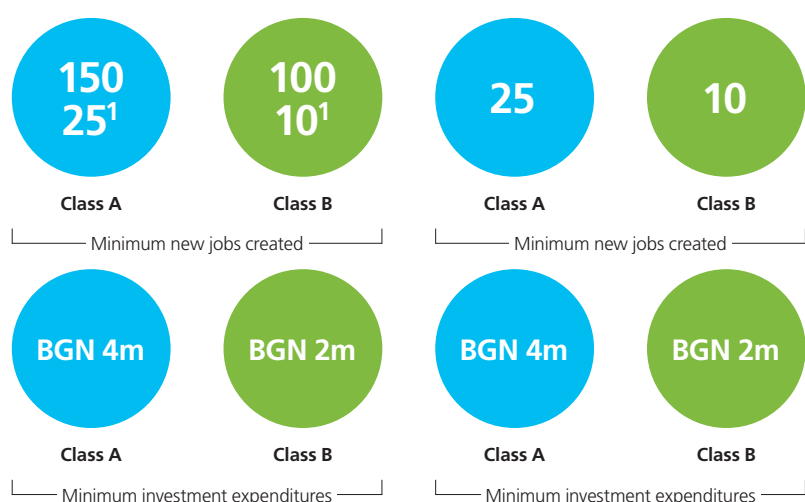 150
25¹
100
10¹
25
10
Class A
Class B
Class A
Class B
Minimum new jobs created
Minimum new jobs created
BGN 4m
BGN 2m
BGN 4m
BGN 2m
Class A
Class B
Class A
Class B
Minimum investment expenditures
Minimum investment expenditures